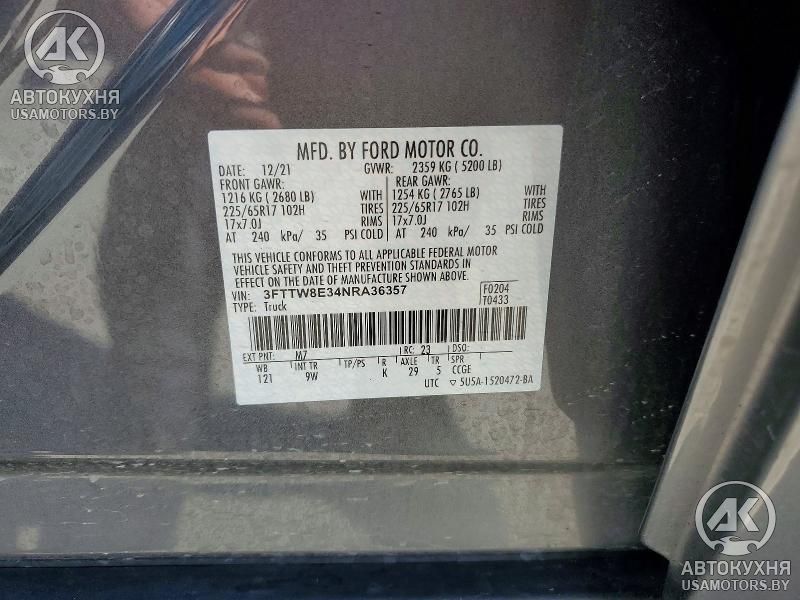 АК
АВТОКУХНЯ
USAMOTORS.BY
MFD. BY FORD MOTOR CO.
DATE: 12/21 GVWR: 2359 KG ( 5200 LB)
FRONT GAWR: REAR GAWR:
1216 KG ( 2680 LB) WITH 1254 KG ( 2765 LB) WITH
225/65R17 102H TIRES 225/65R17 102H TIRES
17x7.0J RIMS 17x7.0J RIMS
AT 240 kPa/ 35 PSI COLD AT 240 kPa/ 35 PSI COLD
THIS VEHICLE CONFORMS TO ALL APPLICABLE FEDERAL MOTOR
VEHICLE SAFETY AND THEFT PREVENTION STANDARDS IN
EFFECT ON THE DATE OF MANUFACTURE SHOWN ABOVE.
VIN: 3FTTW8E34NRA36357 F0204
TYPE: Truck T0433
EXT PNT: M7 RC: 23 DSO:
WB INT TR TP/PS R AXLE TR SPR
121 9W K 29 5 CCGE
UTC ▽ 5U5A-1520472-BA
АК
АВТОКУХНЯ
USAMOTORS.BY